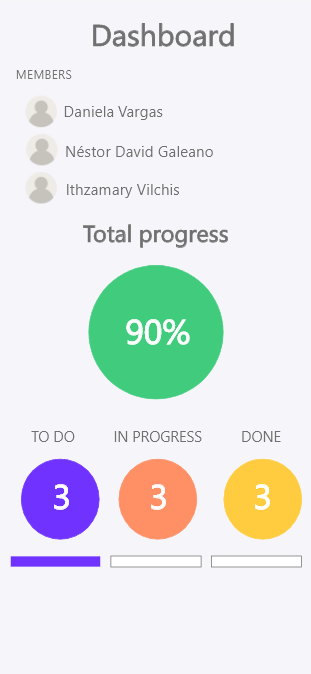 Dashboard
MEMBERS
Daniela Vargas
Néstor David Galeano
Ithzamary Vilchis
Total progress
90%
TO DO IN PROGRESS DONE
3 3 3